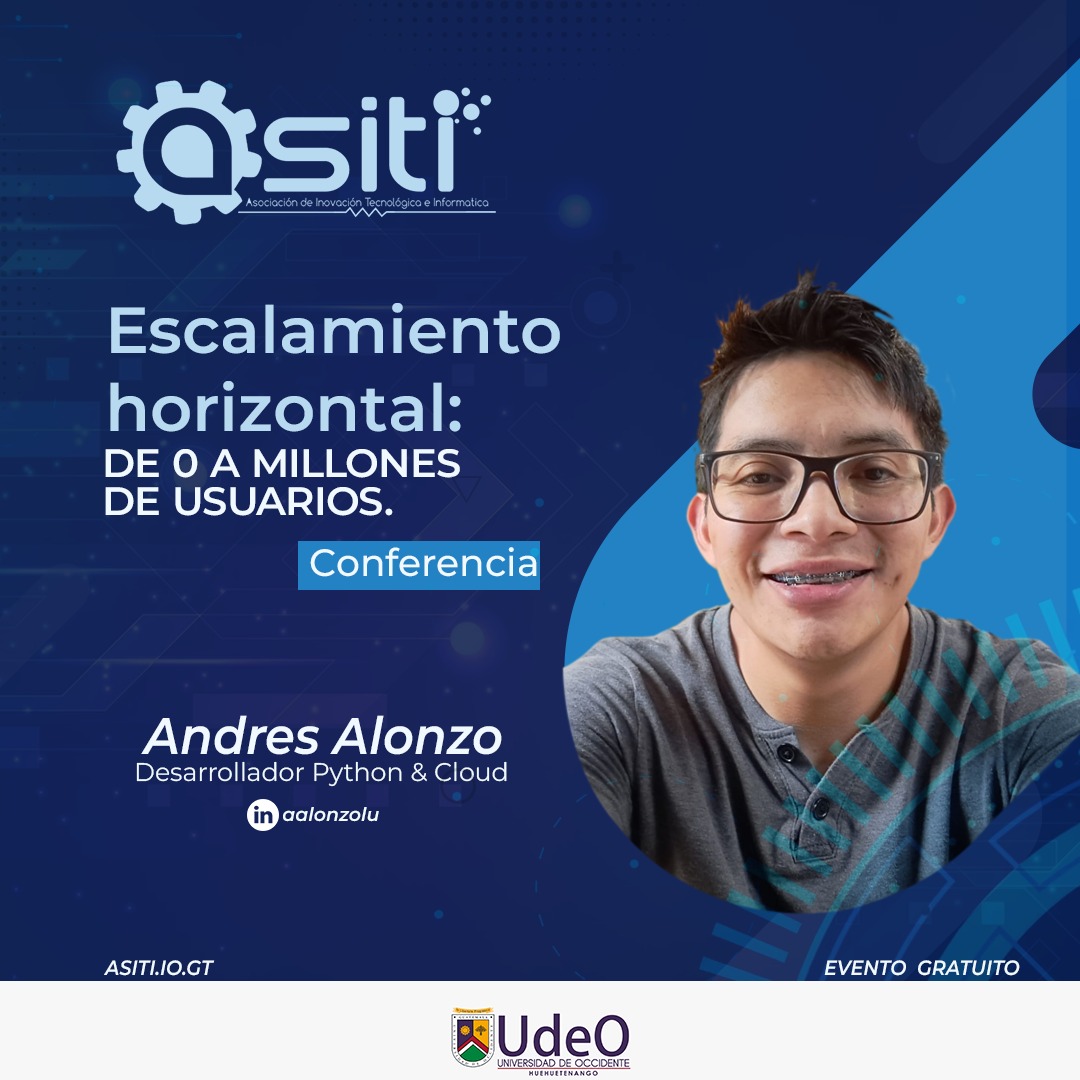 asiti
Asociación de Inovación Tecnológica e Informatica
Escalamiento
horizontal:
DE 0 A MILLONES
DE USUARIOS.
Conferencia
Andres Alonzo
Desarrollador Python & Cloud
in aalonzolu
ASITI.IO.GT
EVENTO GRATUITO
UdeO
UNIVERSIDAD DE OCCIDENTE
HUEHUETENANGO